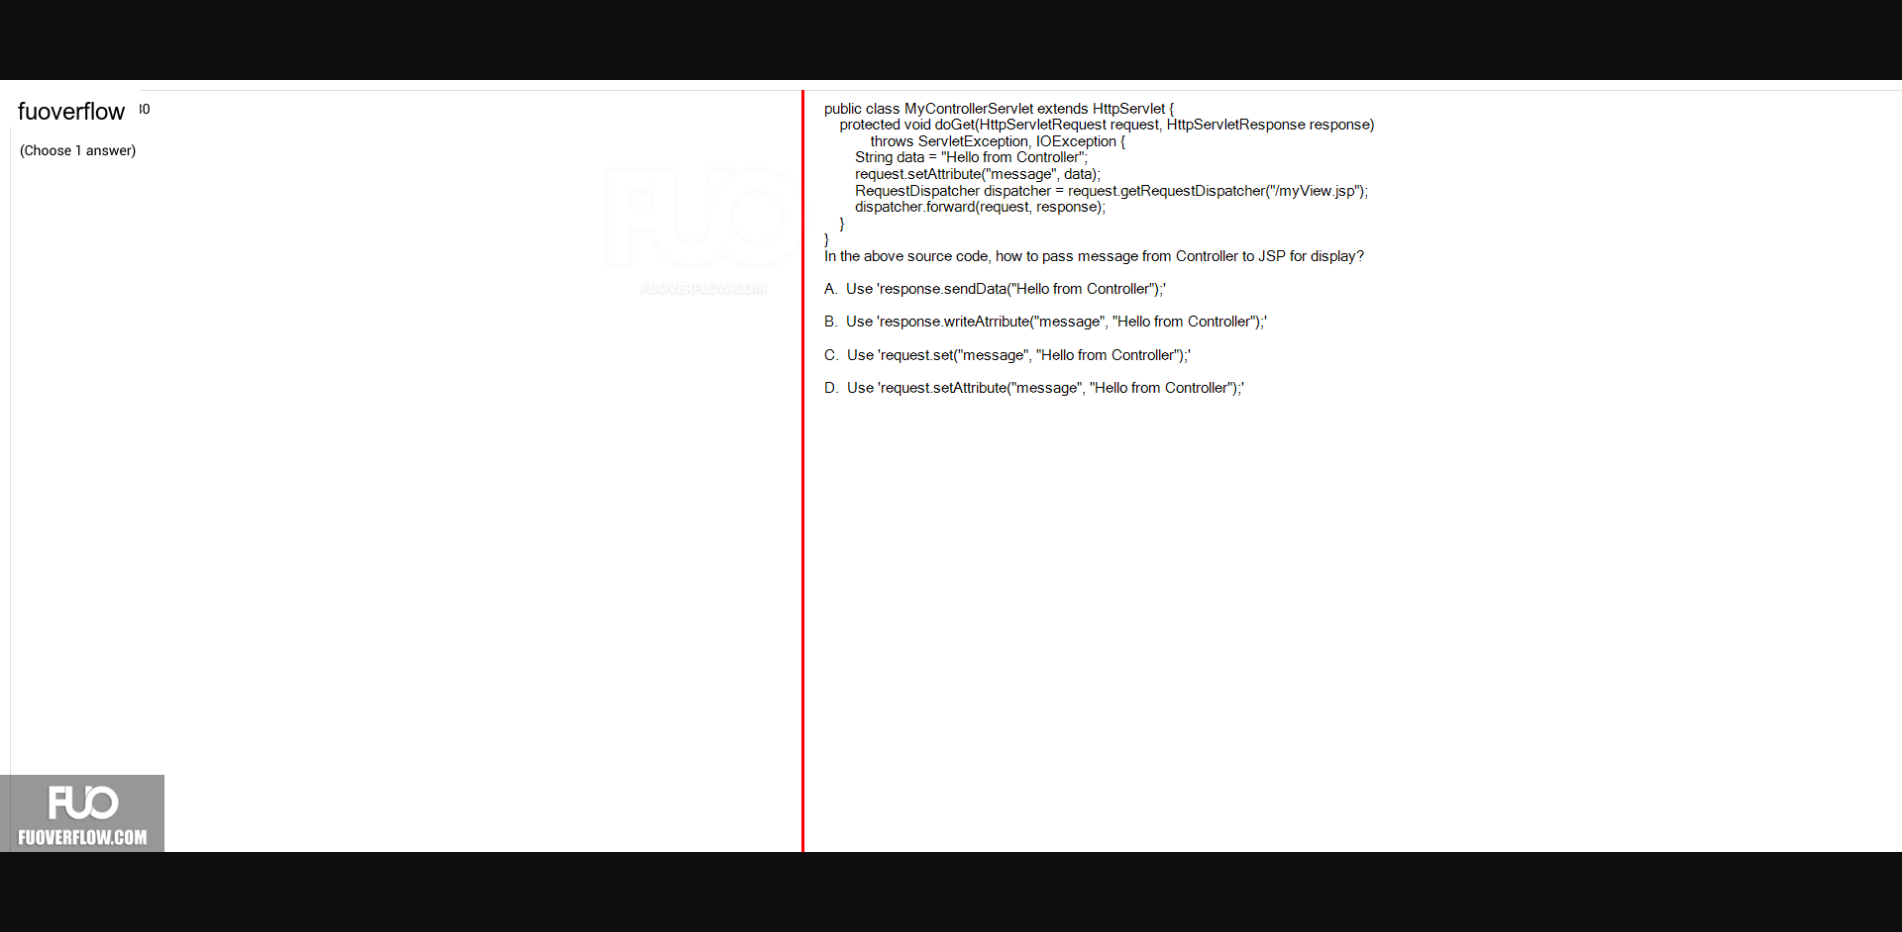 fuoverflow
30
(Choose 1 answer)
public class MyControllerServlet extends HttpServlet {
protected void doGet(HttpServletRequest request, HttpServletResponse response)
throws ServletException, IOException {
String data = "Hello from Controller";
request.setAttribute("message", data);
RequestDispatcher dispatcher = request.getRequestDispatcher("/myView.jsp");
dispatcher.forward(request, response);
}
}
In the above source code, how to pass message from Controller to JSP for display?
A. Use 'response.sendData("Hello from Controller");'
B. Use 'response.writeAtrribute("message", "Hello from Controller");'
C. Use 'request.set("message", "Hello from Controller");'
D. Use 'request.setAttribute("message", "Hello from Controller");'
FUO
FUOVERFLOW.COM
FUO
FUOVERFLOW.COM